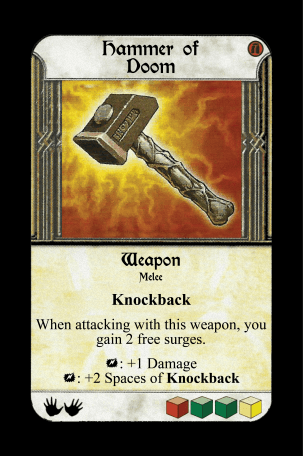 Hammer of
Doom
Weapon
Melee
Knockback
When attacking with this weapon, you
gain 2 free surges.
: +1 Damage
: +2 Spaces of Knockback